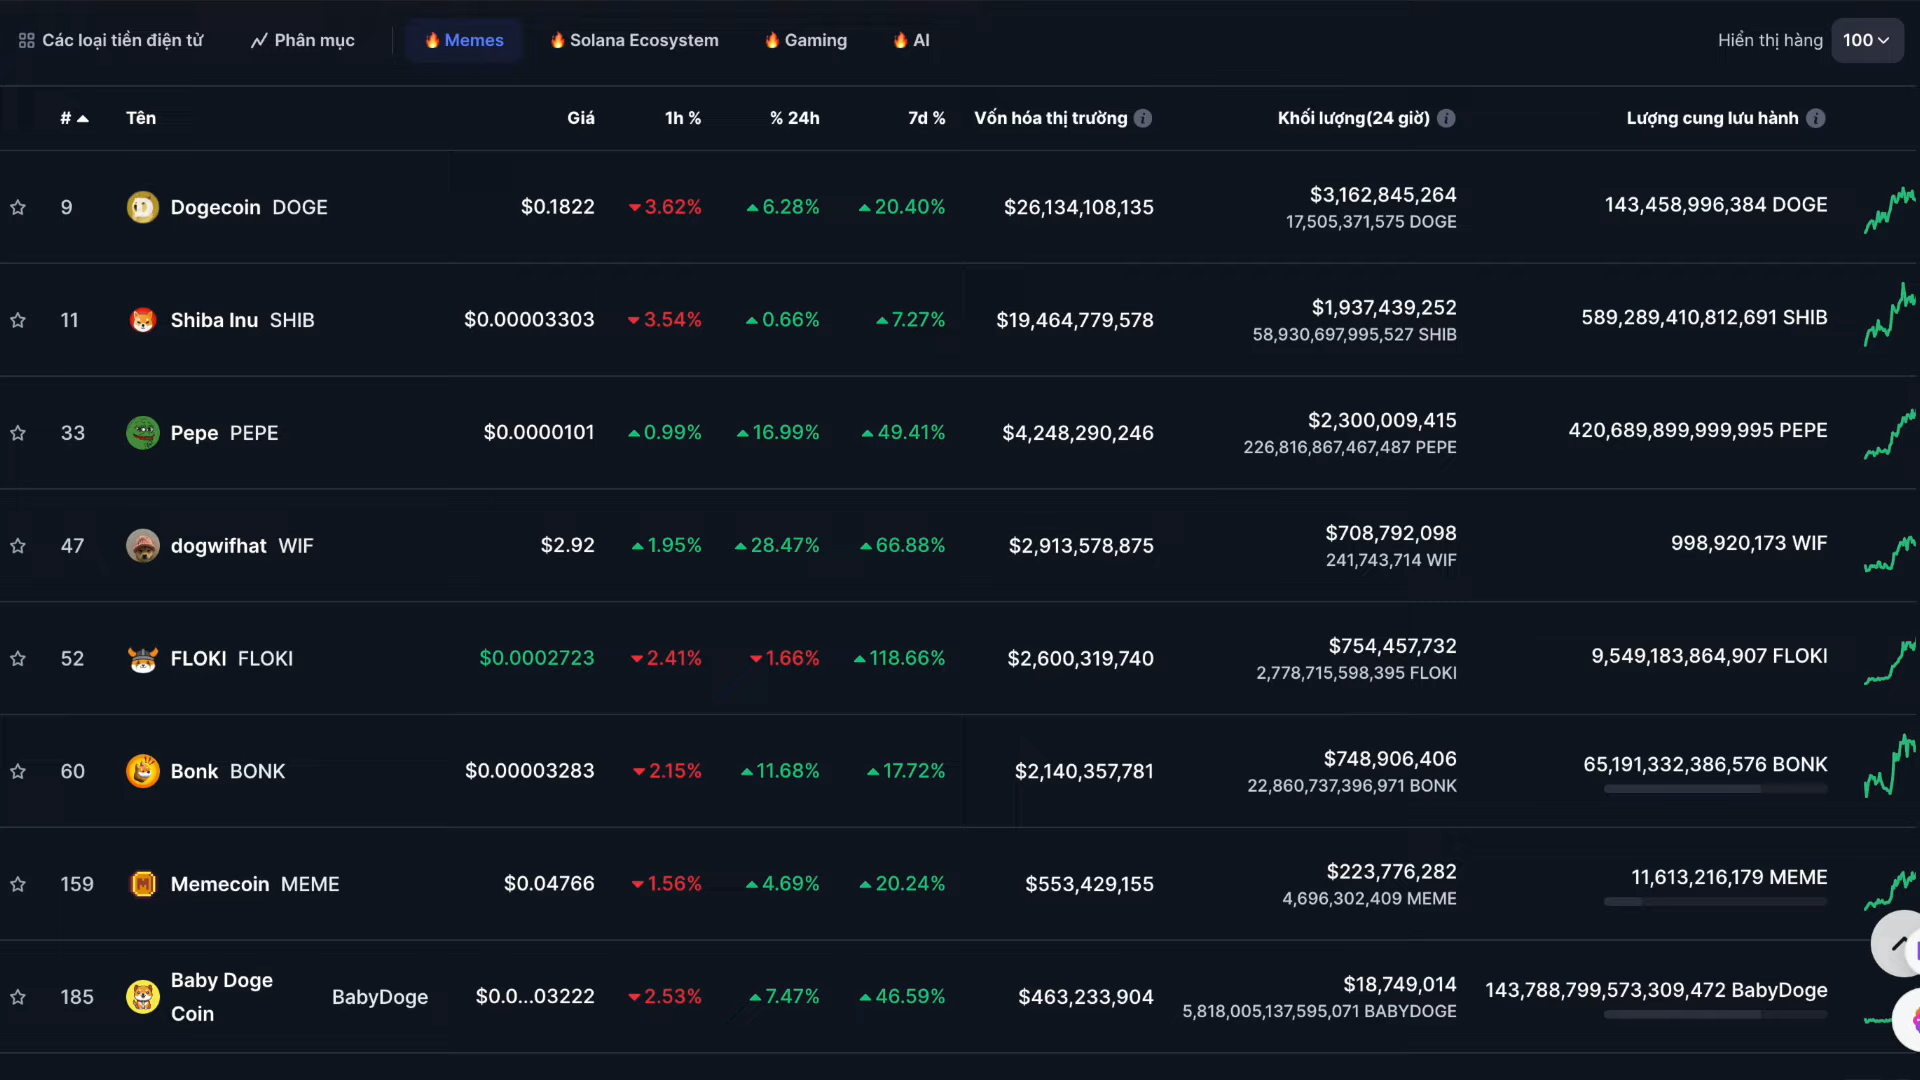 Các loại tiền điện tử Phân mục Memes Solana Ecosystem Gaming AI Hiển thị hàng 100
# Tên Giá 1h % % 24h 7d % Vốn hóa thị trường Khối lượng(24 giờ) Lượng cung lưu hành
9 Dogecoin DOGE $0.1822 3.62% 6.28% 20.40% $26,134,108,135 $3,162,845,264 143,458,996,384 DOGE
17,505,371,575 DOGE
11 Shiba Inu SHIB $0.00003303 3.54% 0.66% 7.27% $19,464,779,578 $1,937,439,252 589,289,410,812,691 SHIB
58,930,697,995,527 SHIB
33 Pepe PEPE $0.0000101 0.99% 16.99% 49.41% $4,248,290,246 $2,300,009,415 420,689,899,999,995 PEPE
226,816,867,467,487 PEPE
47 dogwifhat WIF $2.92 1.95% 28.47% 66.88% $2,913,578,875 $708,792,098 998,920,173 WIF
241,743,714 WIF
52 FLOKI FLOKI $0.0002723 2.41% 1.66% 118.66% $2,600,319,740 $754,457,732 9,549,183,864,907 FLOKI
2,778,715,598,395 FLOKI
60 Bonk BONK $0.00003283 2.15% 11.68% 17.72% $2,140,357,781 $748,906,406 65,191,332,386,576 BONK
22,860,737,396,971 BONK
159 Memecoin MEME $0.04766 1.56% 4.69% 20.24% $553,429,155 $223,776,282 11,613,216,179 MEME
4,696,302,409 MEME
185 Baby Doge Coin BabyDoge $0.0...03222 2.53% 7.47% 46.59% $463,233,904 $18,749,014 143,788,799,573,309,472 BabyDoge
5,818,005,137,595,071 BABYDOGE